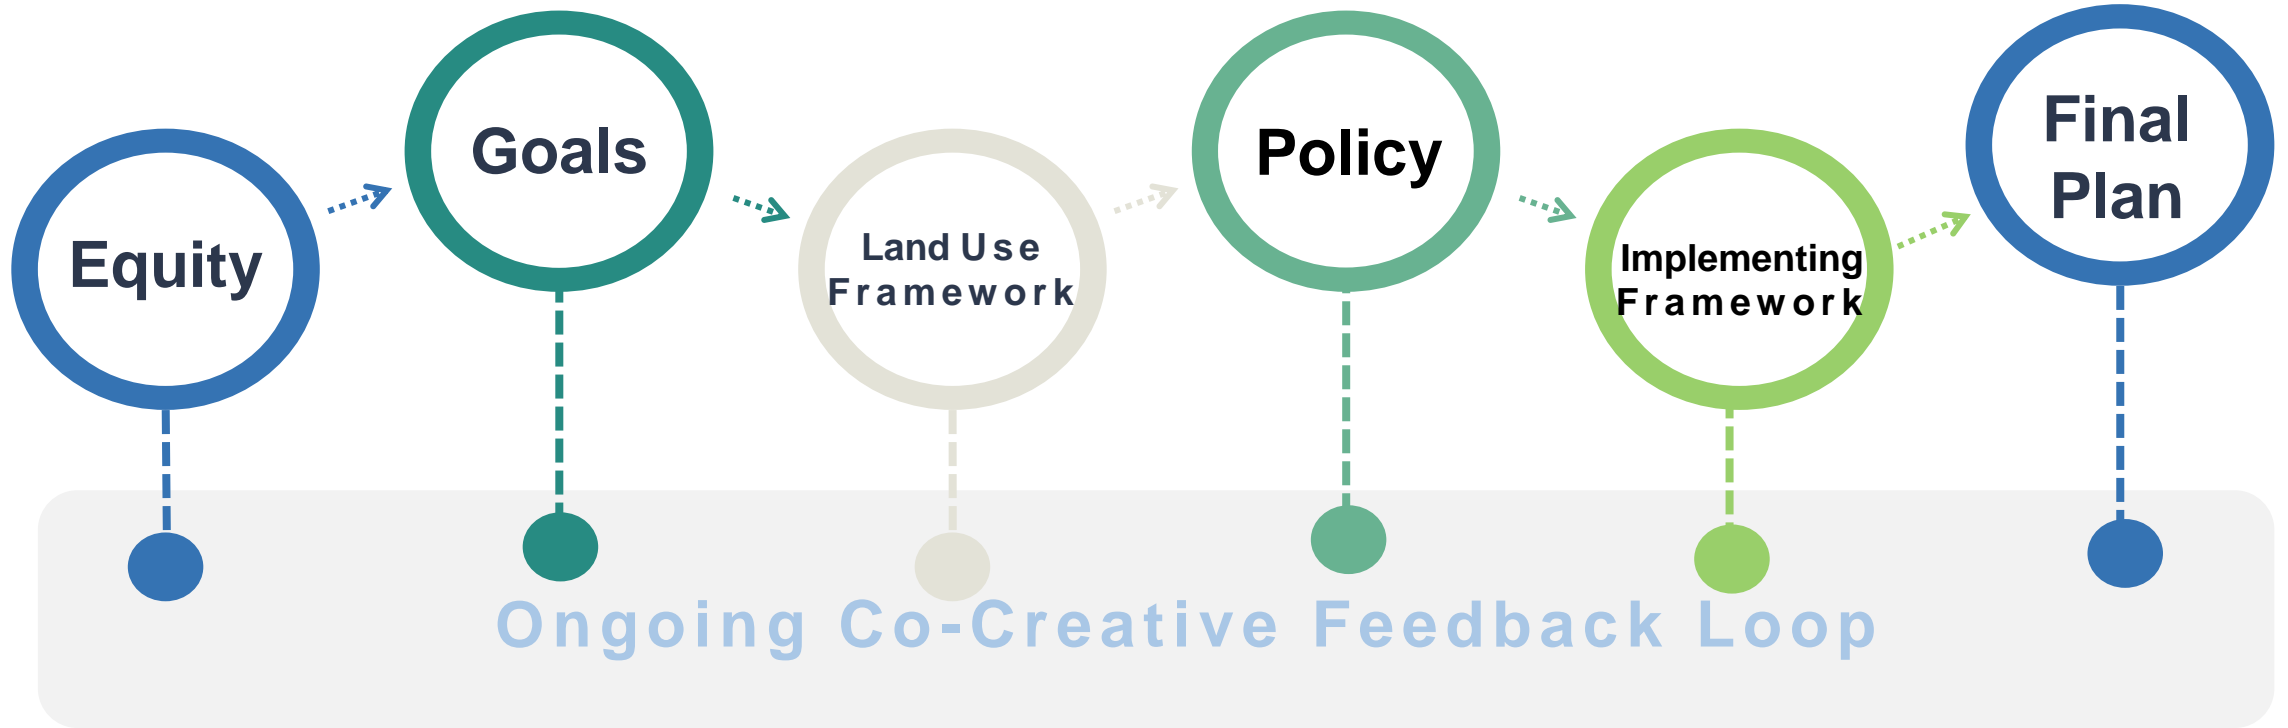 Equity
Goals
Land Use
Framework
Policy
Implementing
Framework
Final
Plan
Ongoing Co-Creative Feedback Loop